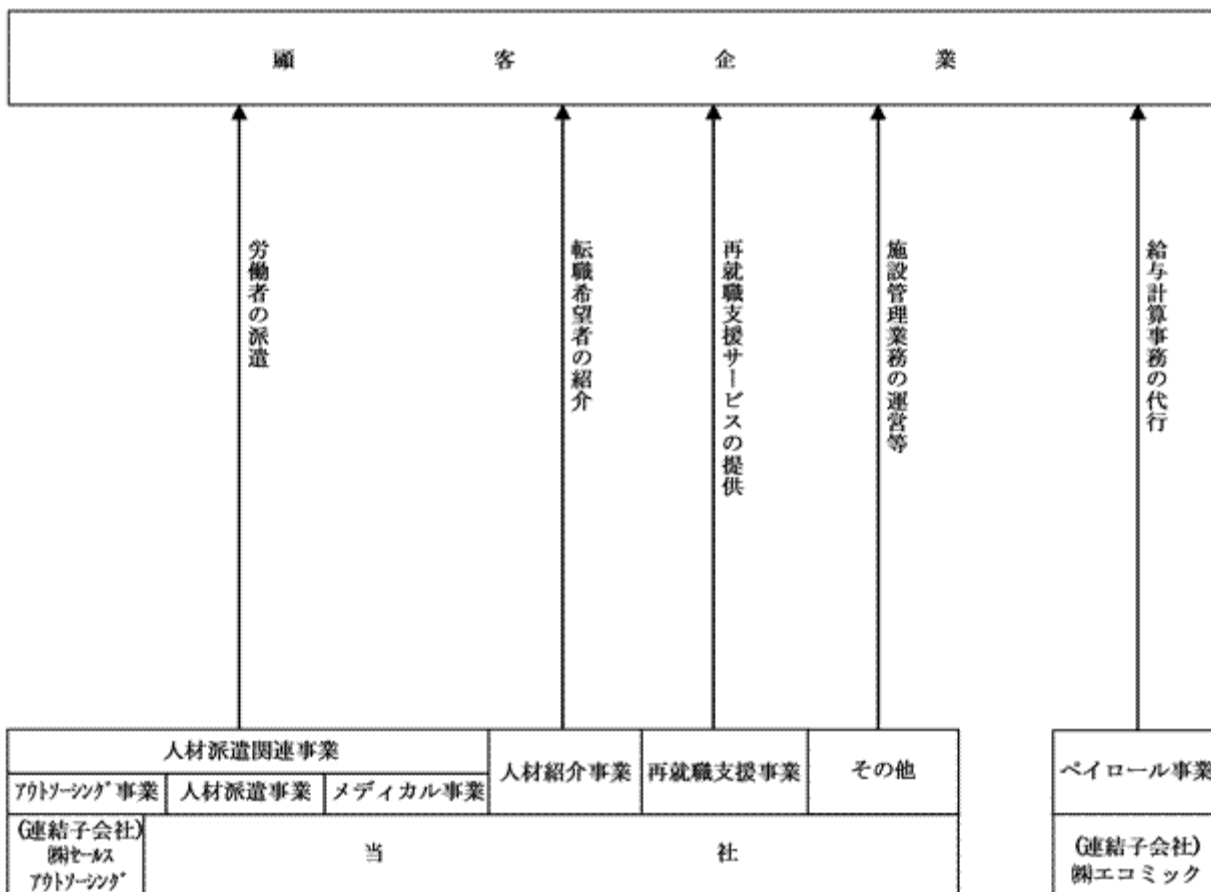 顧客企業
労働者の派遣
転職希望者の紹介
再就職支援サービスの提供
施設管理業務の運営等
給与計算事務の代行
人材派遣関連事業
ｱｳﾄｿｰｼﾝｸﾞ事業
人材派遣事業
メディカル事業
人材紹介事業
再就職支援事業
その他
ペイロール事業
(連結子会社)
㈱ｾｰﾙｽ
ｱｳﾄｿｰｼﾝｸﾞ
当社
(連結子会社)
㈱エコミック